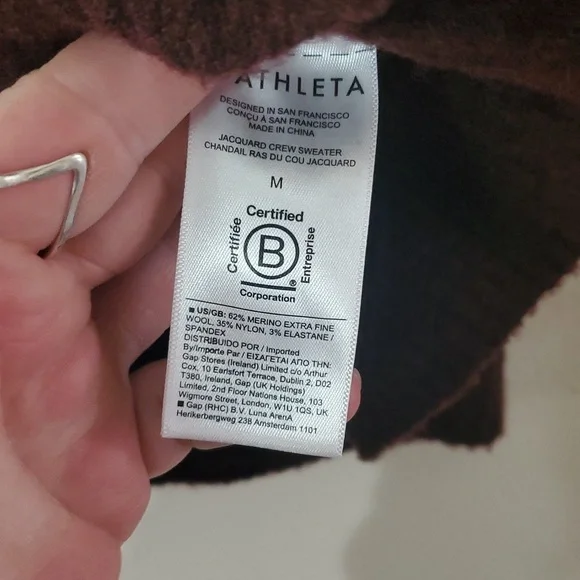 ATHLETA
DESIGNED IN SAN FRANCISCO
CONÇU À SAN FRANCISCO
MADE IN CHINA
JACQUARD CREW SWEATER
CHANDAIL RAS DU COU JACQUARD
M
Certified
Certifiée
B
Entreprise
®
Corporation
■ US/GB: 62% MERINO EXTRA FINE
WOOL, 35% NYLON, 3% ELASTANE /
SPANDEX
DISTRIBUIDO POR / Imported
By/Importe Par / ΕΙΣΑΓΕΤΑΙ ΑΠΟ ΤΗΝ:
Gap Stores (Ireland) Limited c/o Arthur
Cox, 10 Earlsfort Terrace, Dublin 2, D02
T380, Ireland, Gap (UK Holdings)
Limited, 2nd Floor Nations House, 103
Wigmore Street, London, W1U 1QS, UK
■ Gap (RHC) B.V. Luna ArenA
Herikerbergweg 238 Amsterdam 1101